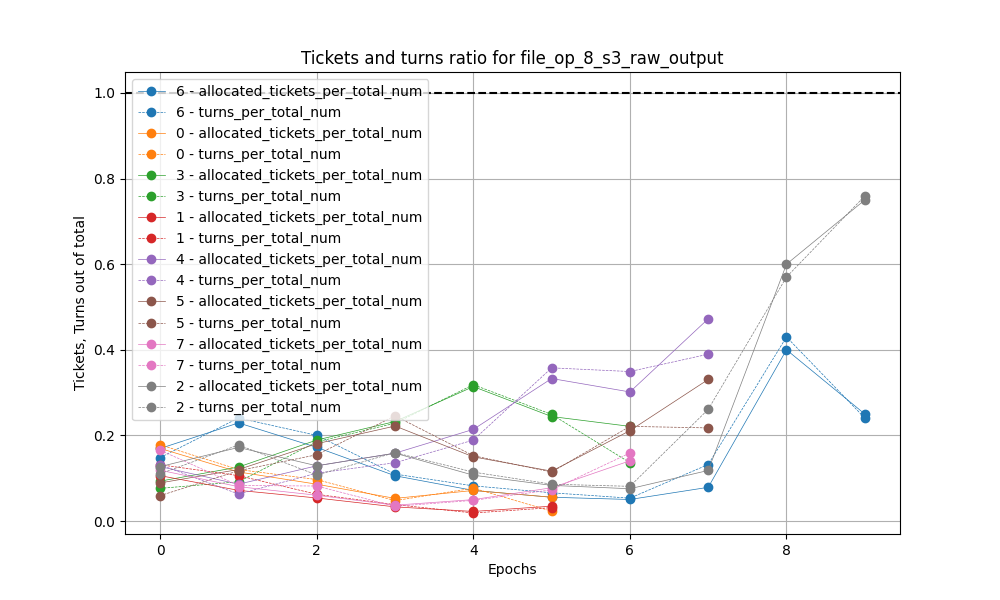 Tickets and turns ratio for file_op_8_s3_raw_output
1.0
0.8
0.6
0.4
0.2
0.0
Tickets, Turns out of total
6 - allocated_tickets_per_total_num
6 - turns_per_total_num
0 - allocated_tickets_per_total_num
0 - turns_per_total_num
3 - allocated_tickets_per_total_num
3 - turns_per_total_num
1 - allocated_tickets_per_total_num
1 - turns_per_total_num
4 - allocated_tickets_per_total_num
4 - turns_per_total_num
5 - allocated_tickets_per_total_num
5 - turns_per_total_num
7 - allocated_tickets_per_total_num
7 - turns_per_total_num
2 - allocated_tickets_per_total_num
2 - turns_per_total_num
0 2 4 6 8
Epochs